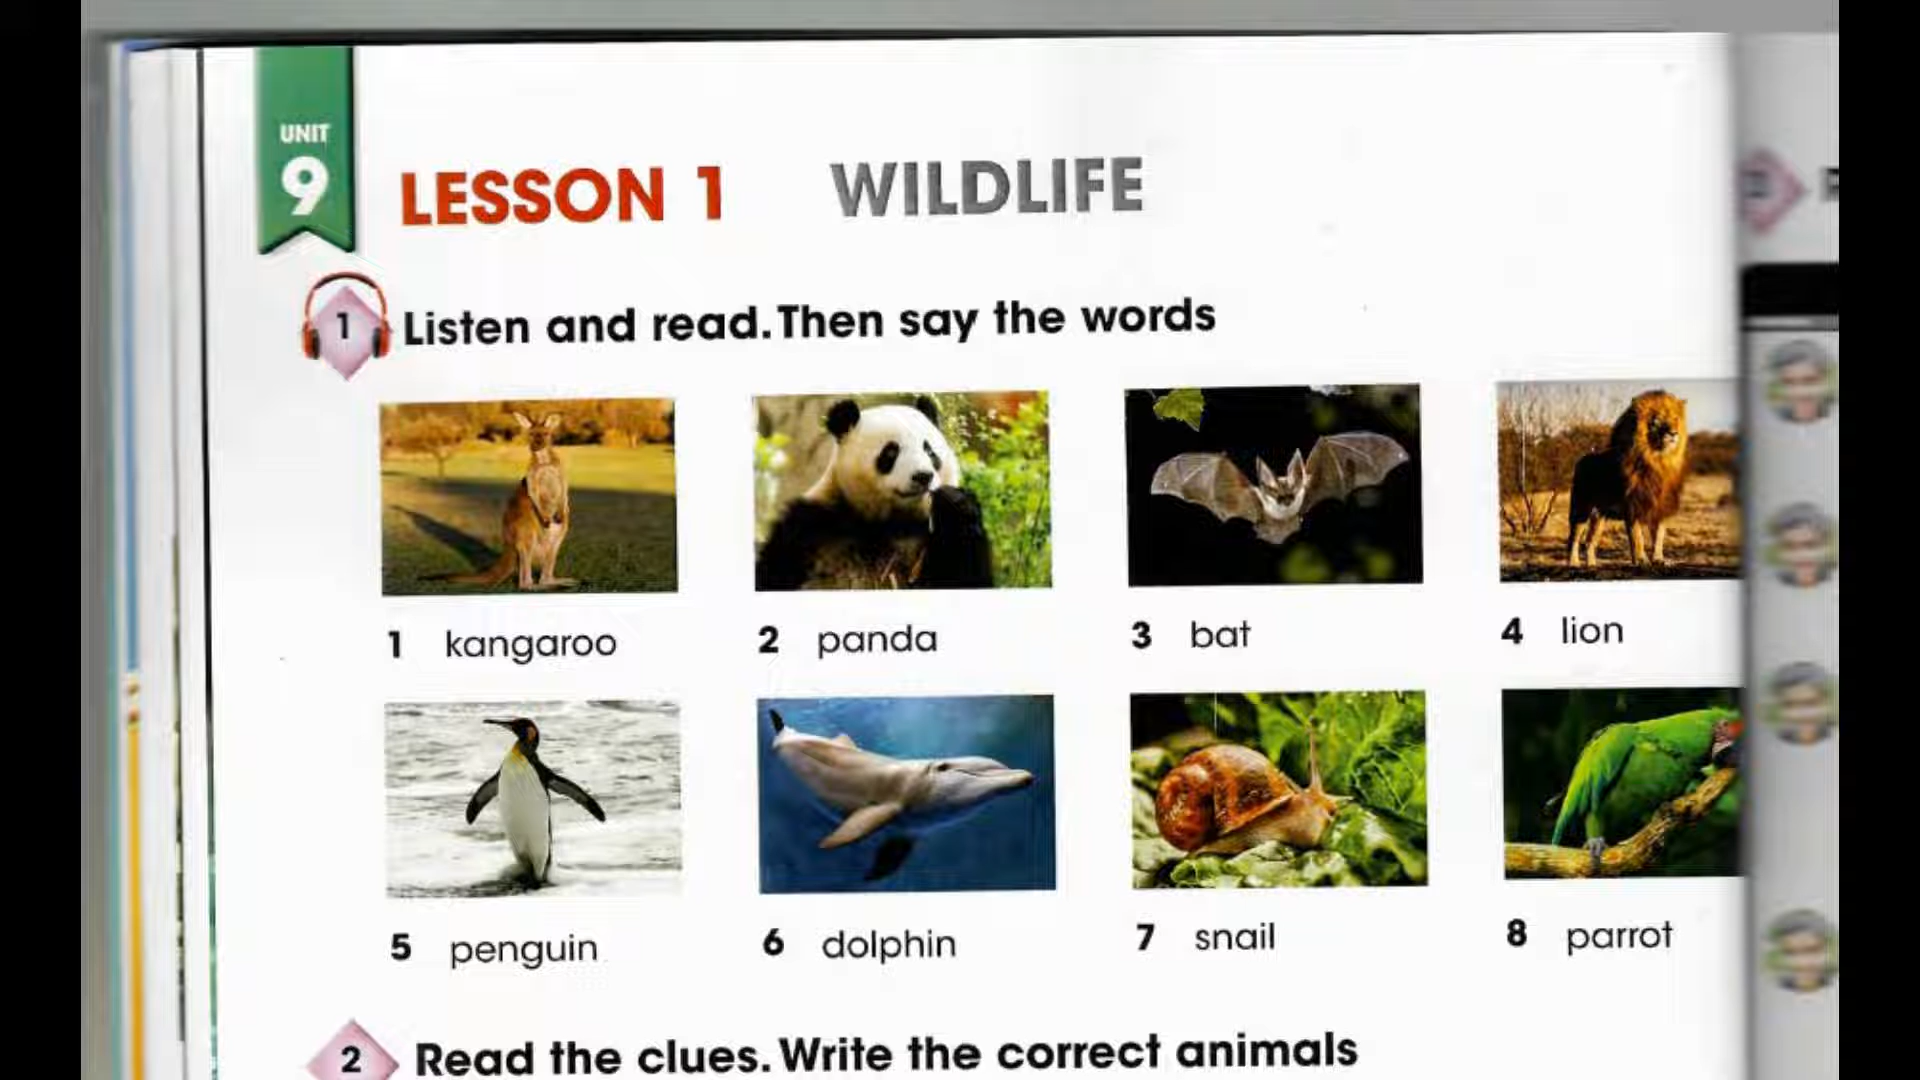 UNIT
9
LESSON 1 WILDLIFE
1 Listen and read. Then say the words
1 kangaroo
2 panda
3 bat
4 lion
5 penguin
6 dolphin
7 snail
8 parrot
2 Read the clues. Write the correct animals